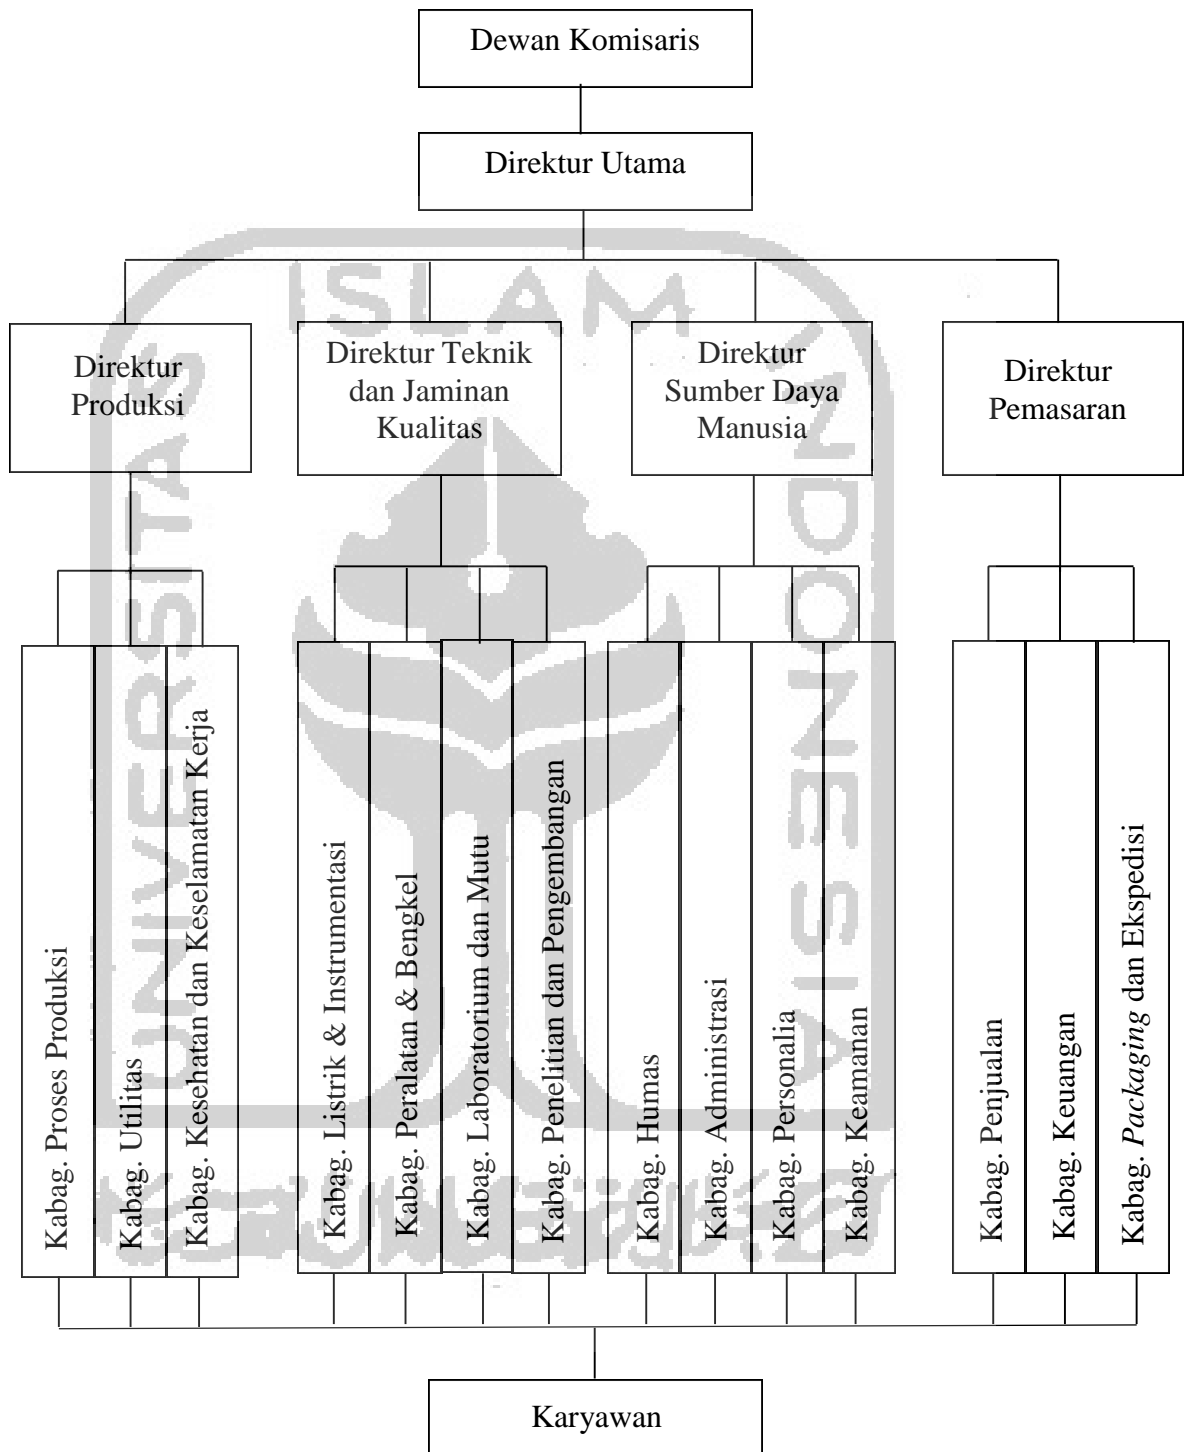 Dewan Komisaris
Direktur Utama
Direktur
Produksi
Direktur Teknik
dan Jaminan
Kualitas
Direktur
Sumber Daya
Manusia
Direktur
Pemasaran
Kabag. Proses Produksi
Kabag. Utilitas
Kabag. Kesehatan dan Keselamatan Kerja
Kabag. Listrik & Instrumentasi
Kabag. Peralatan & Bengkel
Kabag. Laboratorium dan Mutu
Kabag. Penelitian dan Pengembangan
Kabag. Humas
Kabag. Administrasi
Kabag. Personalia
Kabag. Keamanan
Kabag. Penjualan
Kabag. Keuangan
Kabag. Packaging dan Ekspedisi
Karyawan
UNIVERSITAS
ISLAM
INDONESIA